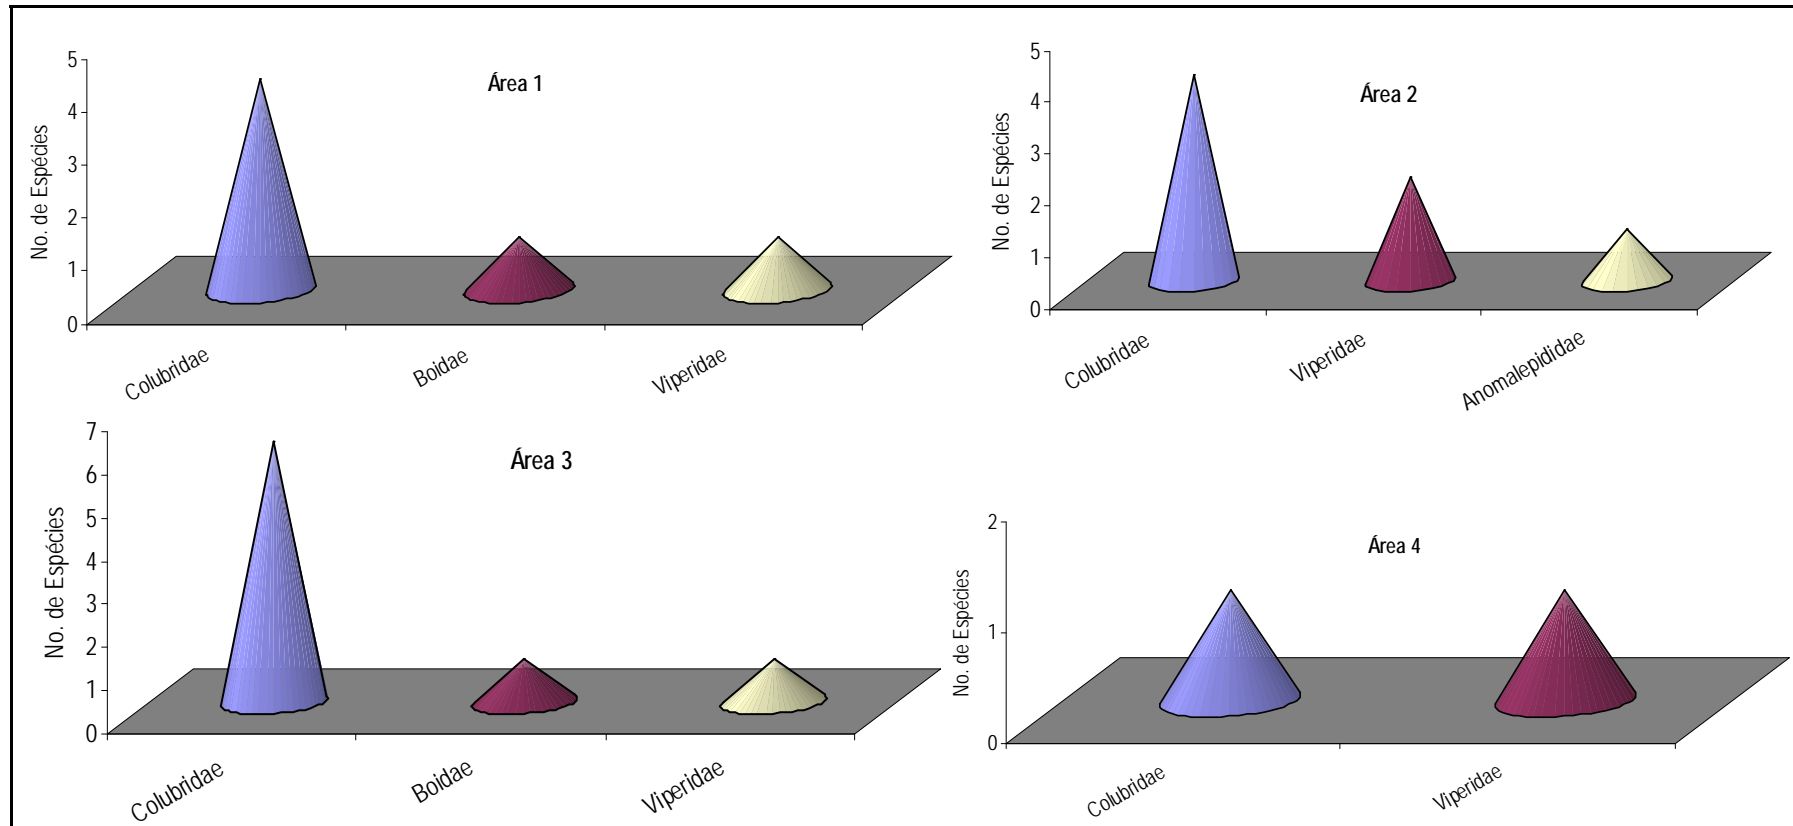 Área 1
No. de Espécies
5
4
3
2
1
0
Colubridae
Boidae
Viperidae
Área 2
No. de Espécies
5
4
3
2
1
0
Colubridae
Viperidae
Anomalepididae
Área 3
No. de Espécies
7
6
5
4
3
2
1
0
Colubridae
Boidae
Viperidae
Área 4
No. de Espécies
2
1
0
Colubridae
Viperidae